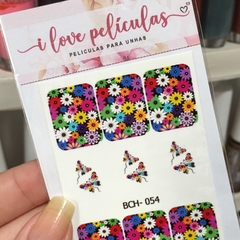 i love películas
PELÍCULAS PARA UNHAS
BCH- 054